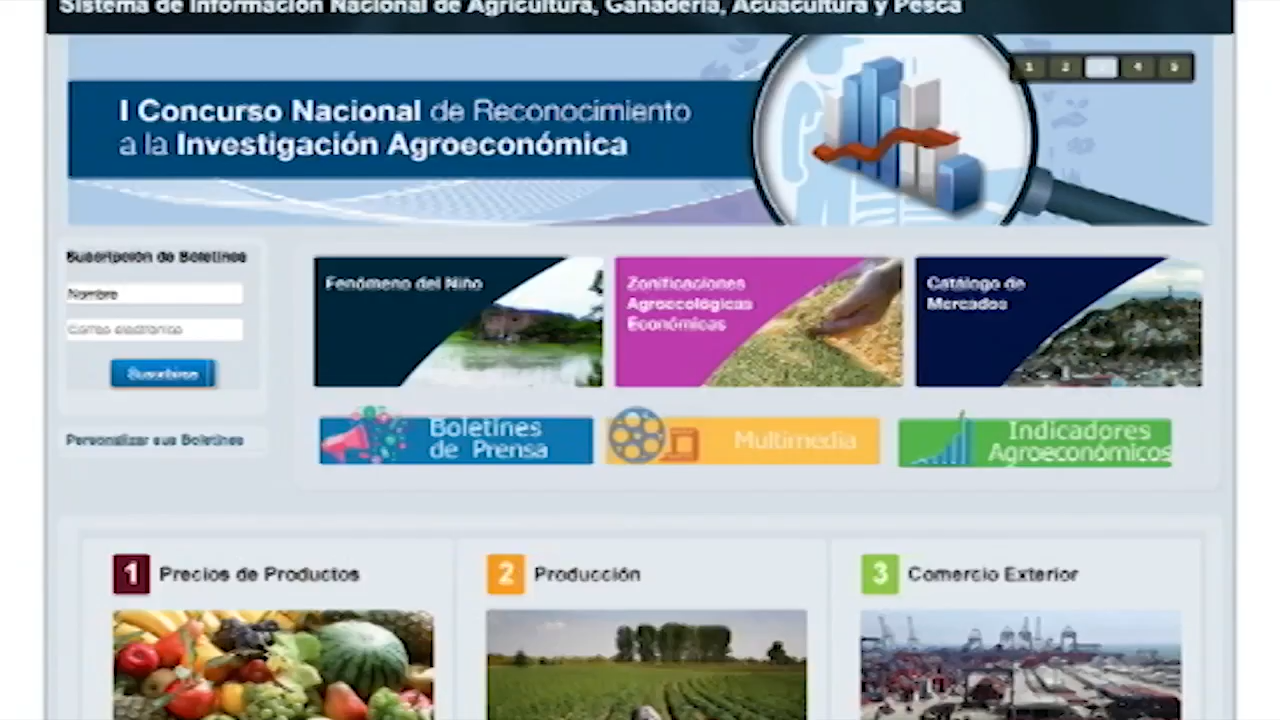 Sistema de Información Nacional de Agricultura, Ganadería, Acuacultura y Pesca
1 2 3 4 5
I Concurso Nacional de Reconocimiento
a la Investigación Agroeconómica
Suscripción de Boletines
Nombre
Correo electrónico
Suscribirse
Personalizar sus Boletines
Fenómeno del Niño
Zonificaciones
Agroecológicas
Económicas
Catálogo de
Mercados
Boletines
de Prensa
Multimedia
Indicadores
Agroeconómicos
1 Precios de Productos
2 Producción
3 Comercio Exterior